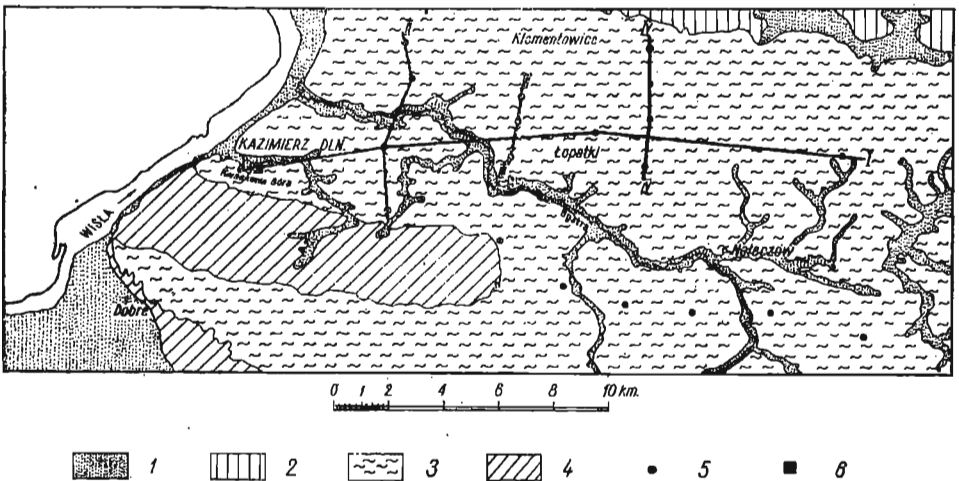 Klementowice
KAZIMIERZ DLN.
Łopatki
I
Góra
WISŁA
Nałęczów
Dobre
0 1 2 4 6 8 10 km.
1 2 3 4 5 6